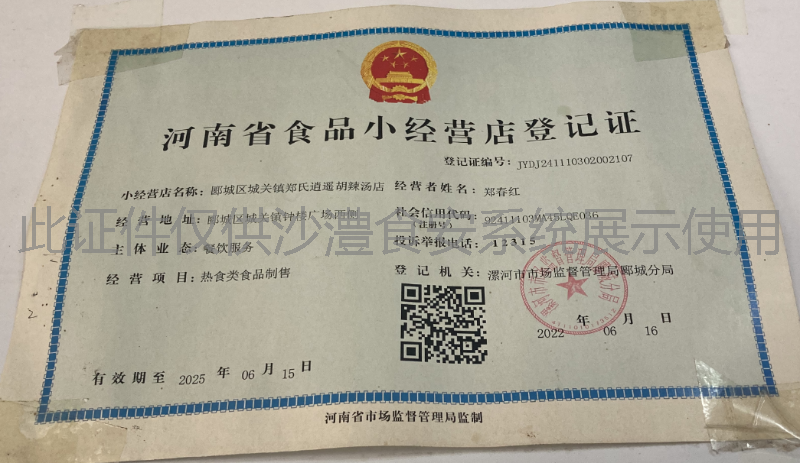 河南省食品小经营店登记证
登记证编号: JYDJ241110302002107
小经营店名称: 郾城区城关镇郑氏逍遥胡辣汤店 经营者姓名: 郑春红
经营地址: 郾城区城关镇钟楼广场西侧 社会信用代码:
(注册号)
主体业态: 餐饮服务 投诉举报电话: 12315
此证件仅供沙澧食安系统展示使用
经营项目: 热食类食品制售 登记机关: 漯河市市场监督管理局郾城分局
2022 年 06 月 16 日
有效期至 2025 年 06 月 15 日
河南省市场监督管理局监制